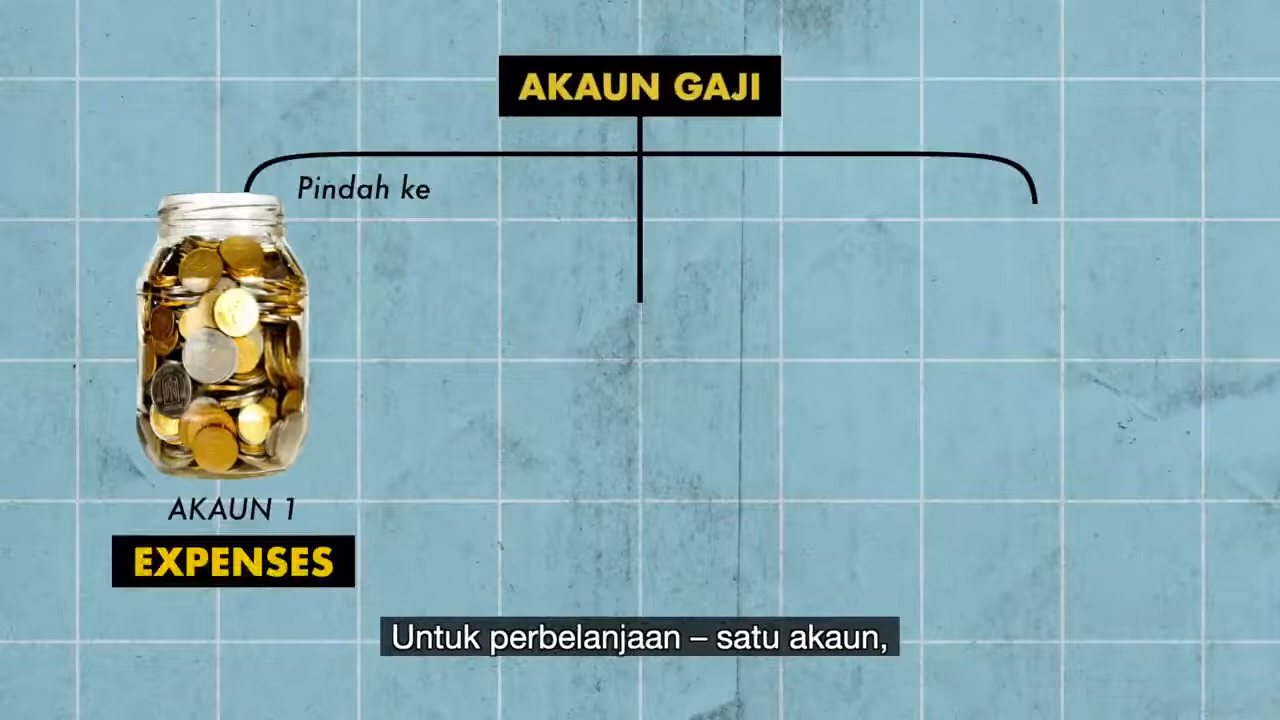 AKAUN GAJI
Pindah ke
AKAUN 1
EXPENSES
Untuk perbelanjaan – satu akaun,